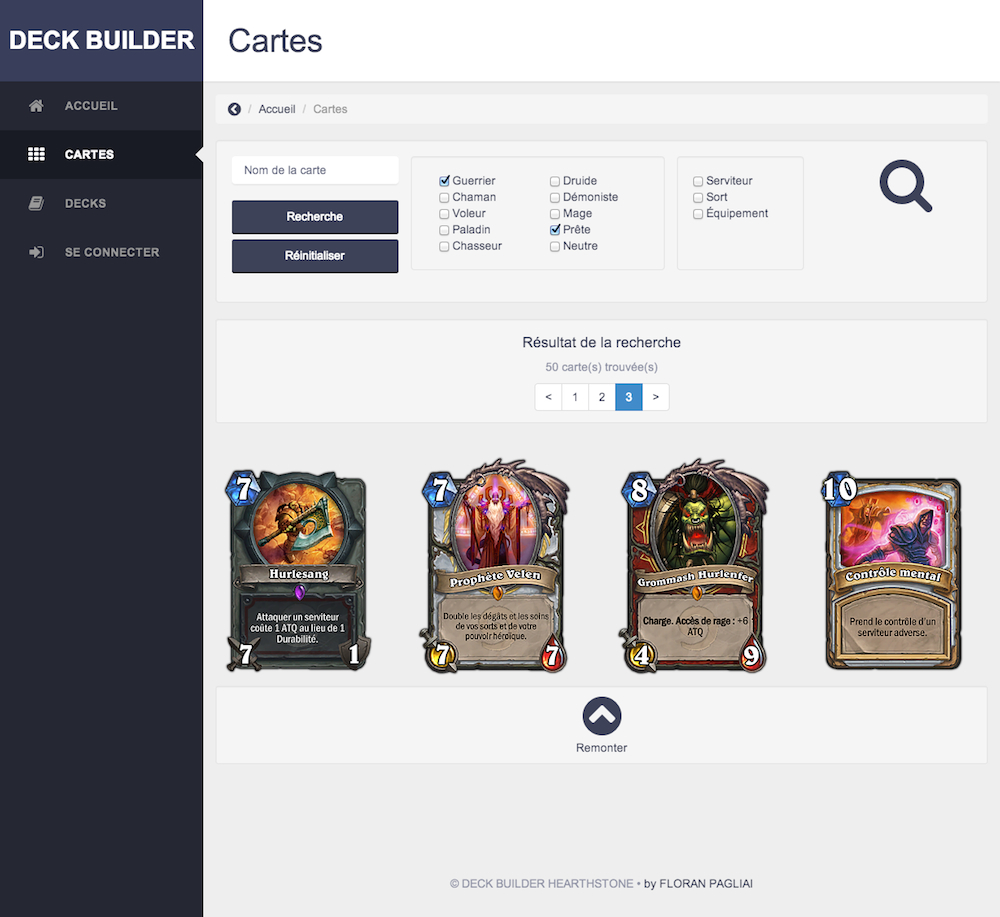 DECK BUILDER
Cartes
ACCUEIL
CARTES
DECKS
SE CONNECTER
/ Accueil / Cartes
Nom de la carte
Recherche
Réinitialiser
Guerrier
Chaman
Voleur
Paladin
Chasseur
Druide
Démoniste
Mage
Prête
Neutre
Serviteur
Sort
Équipement
Résultat de la recherche
50 carte(s) trouvée(s)
< 1 2 3 >
7
Hurlesang
Attaquer un serviteur
coûte 1 ATQ au lieu de 1
Durabilité.
7 1
7
Prophète Velen
Double les dégâts et les soins
de vos sorts et de votre
pouvoir héroïque.
7 7
8
Grommash Hurlenfer
Charge. Accès de rage : +6
ATQ
4 9
10
Contrôle mental
Prend le contrôle d'un
serviteur adverse.
Remonter
© DECK BUILDER HEARTHSTONE • by FLORAN PAGLIAI